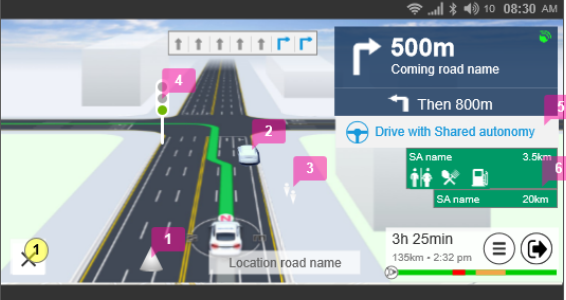 10 08:30 AM
500m
Coming road name
4
Then 800m
5
Drive with Shared autonomy
2
SA name 3.5km
3
6
SA name 20km
1
3h 25min
1
Location road name
135km • 2:32 pm